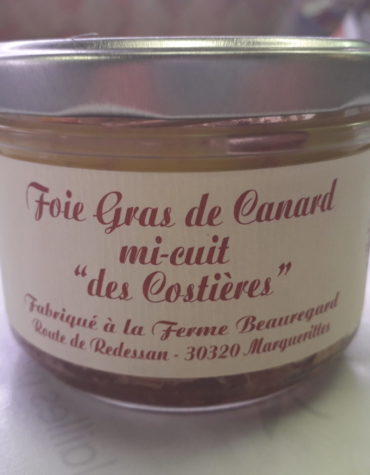 Foie Gras de Canard
mi-cuit
"des Costières"
Fabriqué à la Ferme Beauregard
Route de Redessan - 30320 Marguerittes